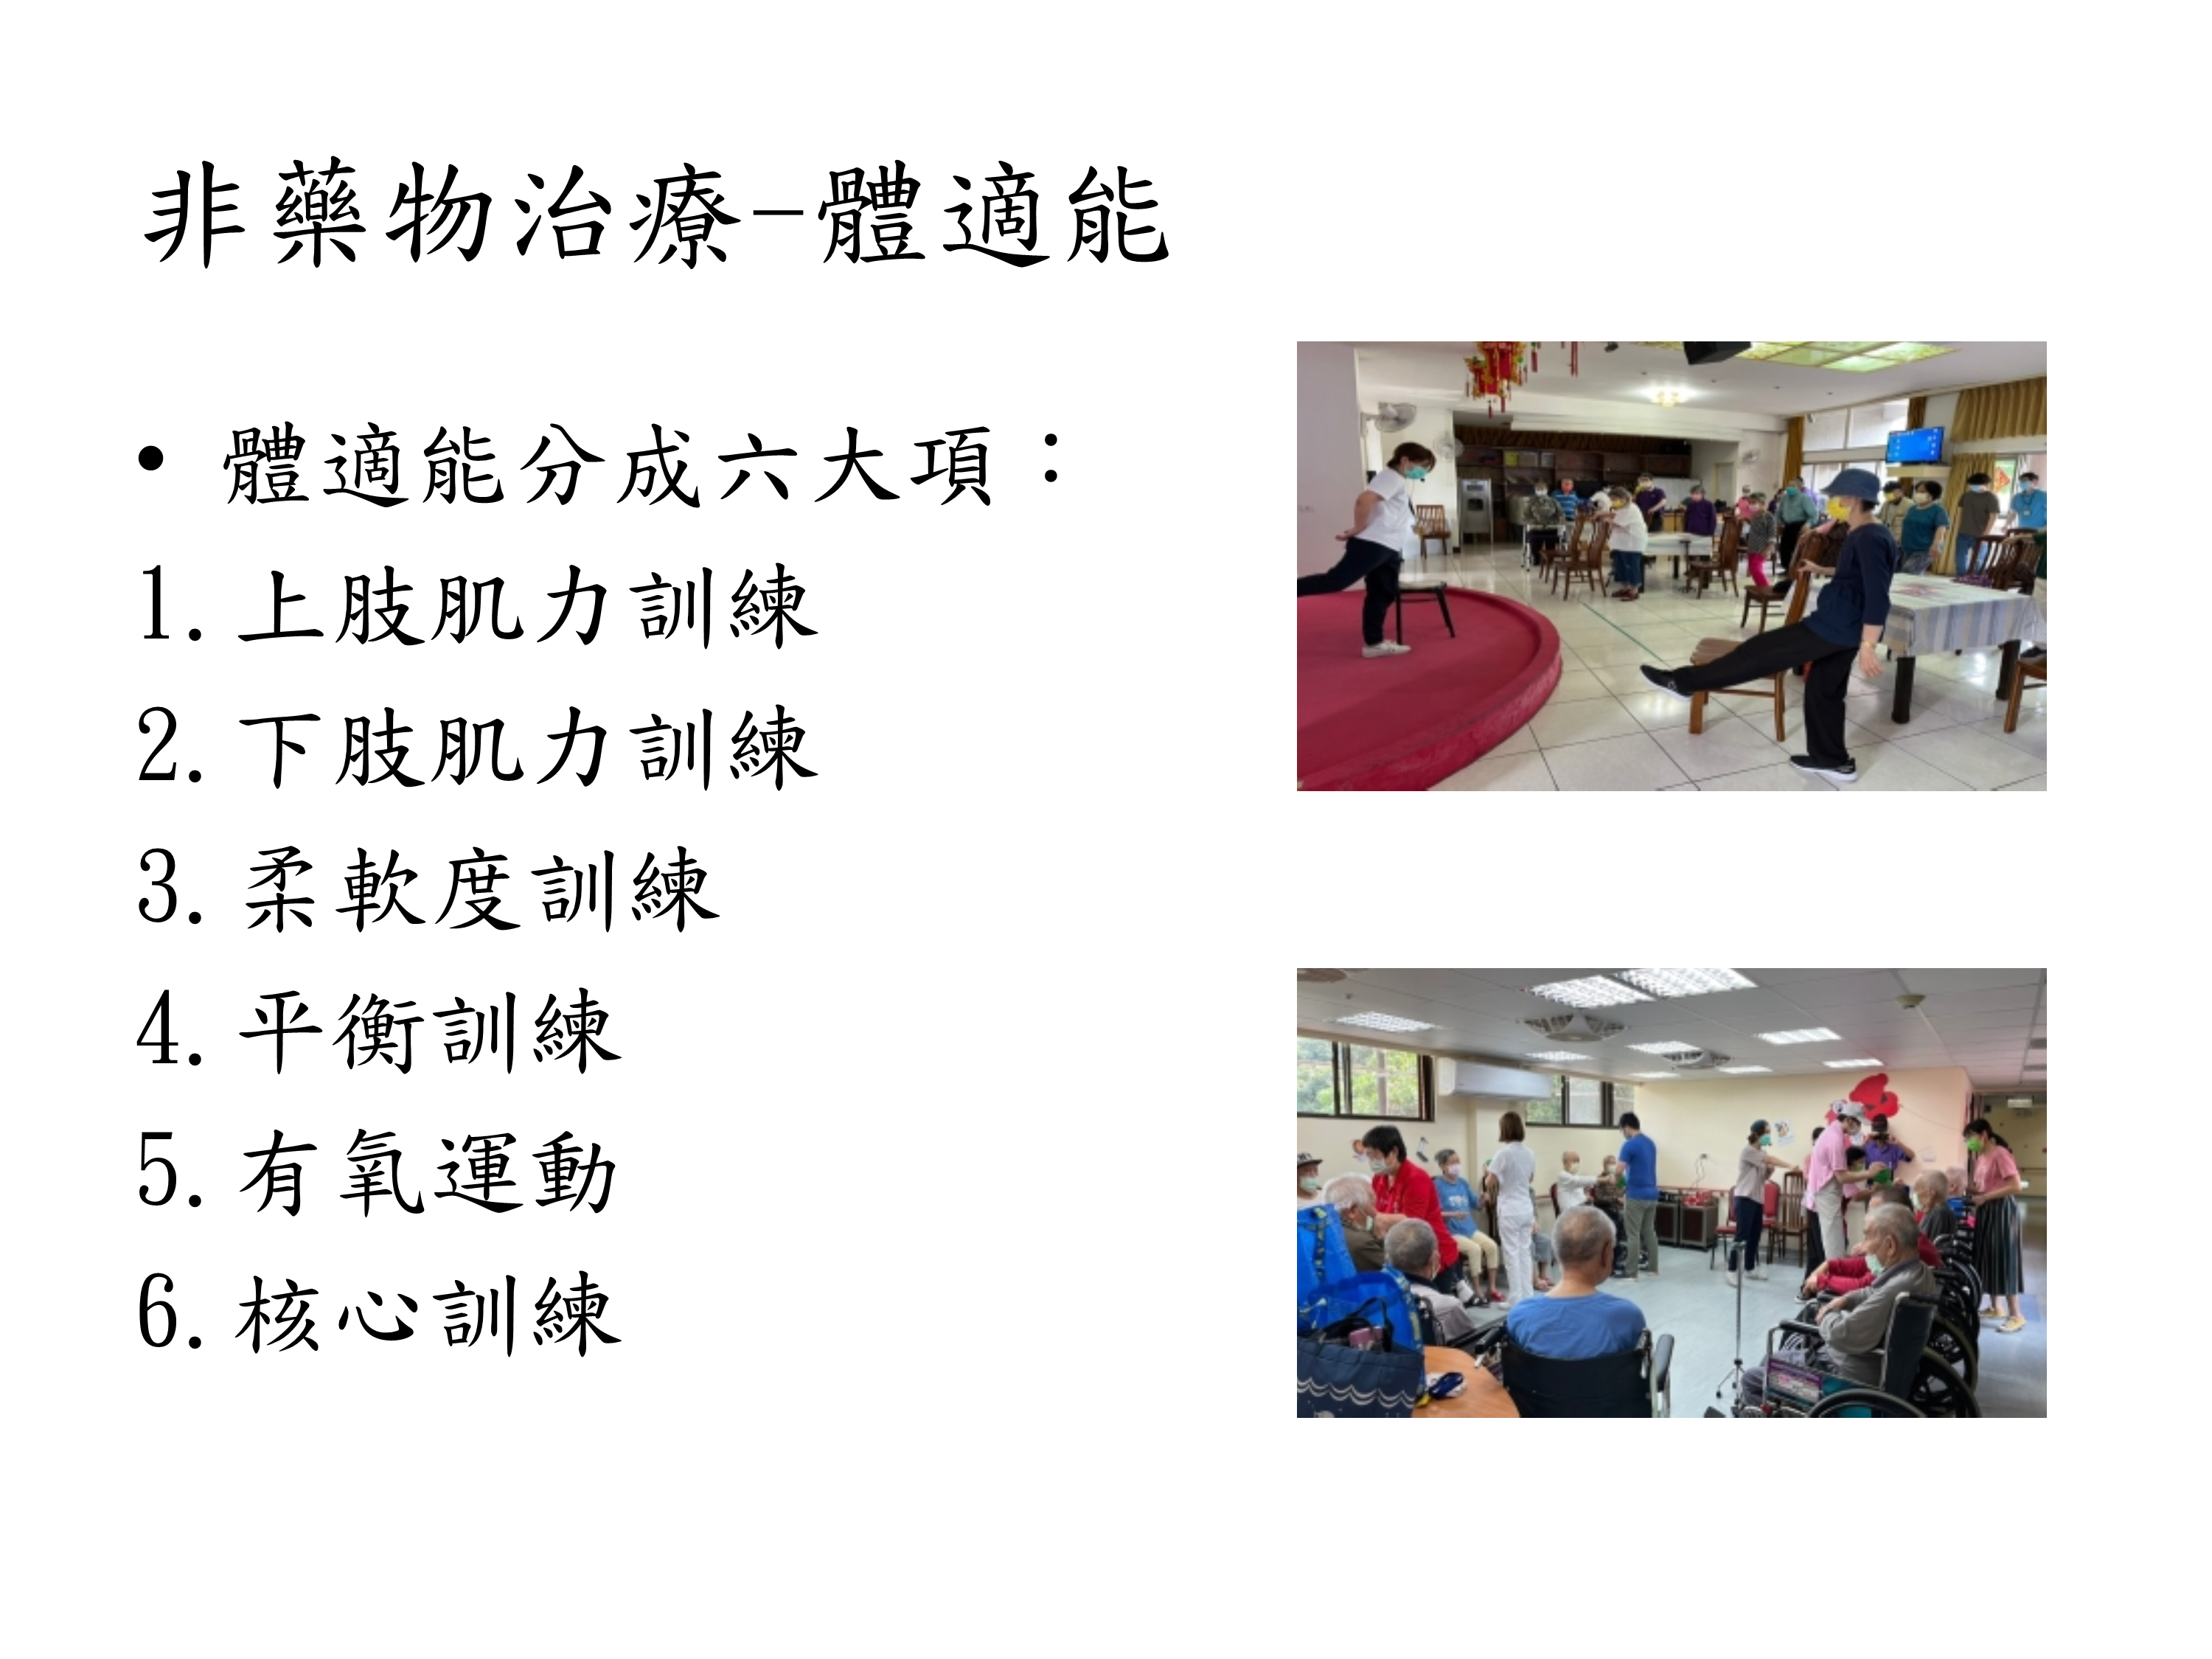 非藥物治療-體適能
• 體適能分成六大項：
1.上肢肌力訓練
2.下肢肌力訓練
3.柔軟度訓練
4.平衡訓練
5.有氧運動
6.核心訓練